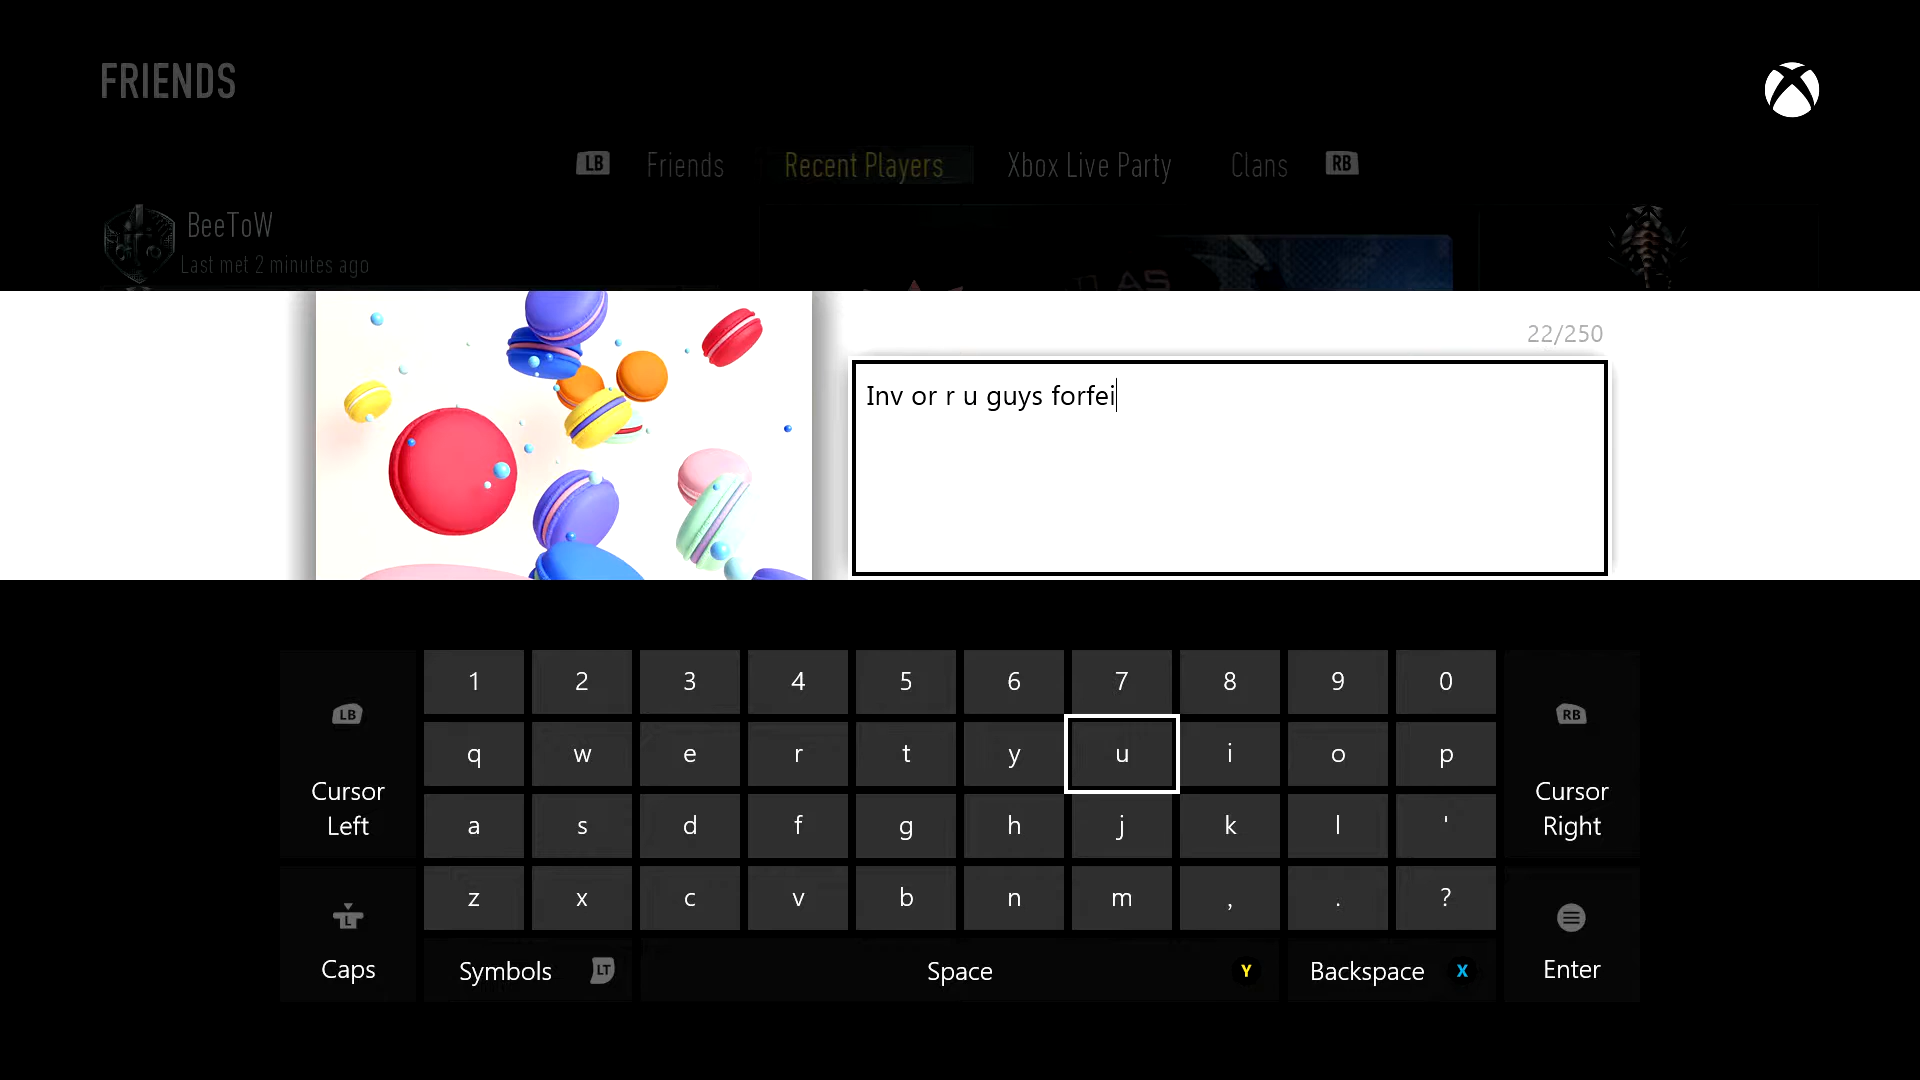 FRIENDS
LB Friends Recent Players Xbox Live Party Clans RB
BeeToW
Last met 2 minutes ago
AS
22/250
Inv or r u guys forfei
1 2 3 4 5 6 7 8 9 0
LB
RB
q w e r t y u i o p
Cursor Left
Cursor Right
a s d f g h j k l '
z x c v b n m , . ?
L
Caps
Symbols LT
Space Y
Backspace X
Enter